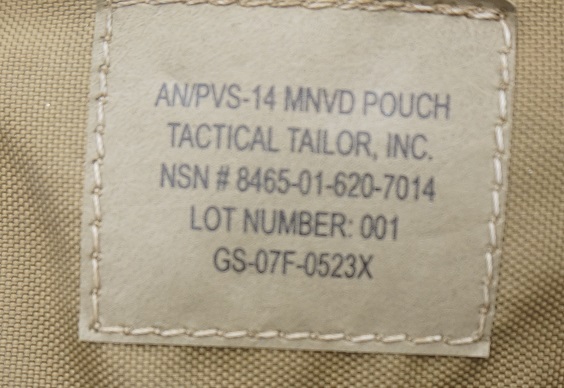 AN/PVS-14 MNVD POUCH
TACTICAL TAILOR, INC.
NSN # 8465-01-620-7014
LOT NUMBER: 001
GS-07F-0523X